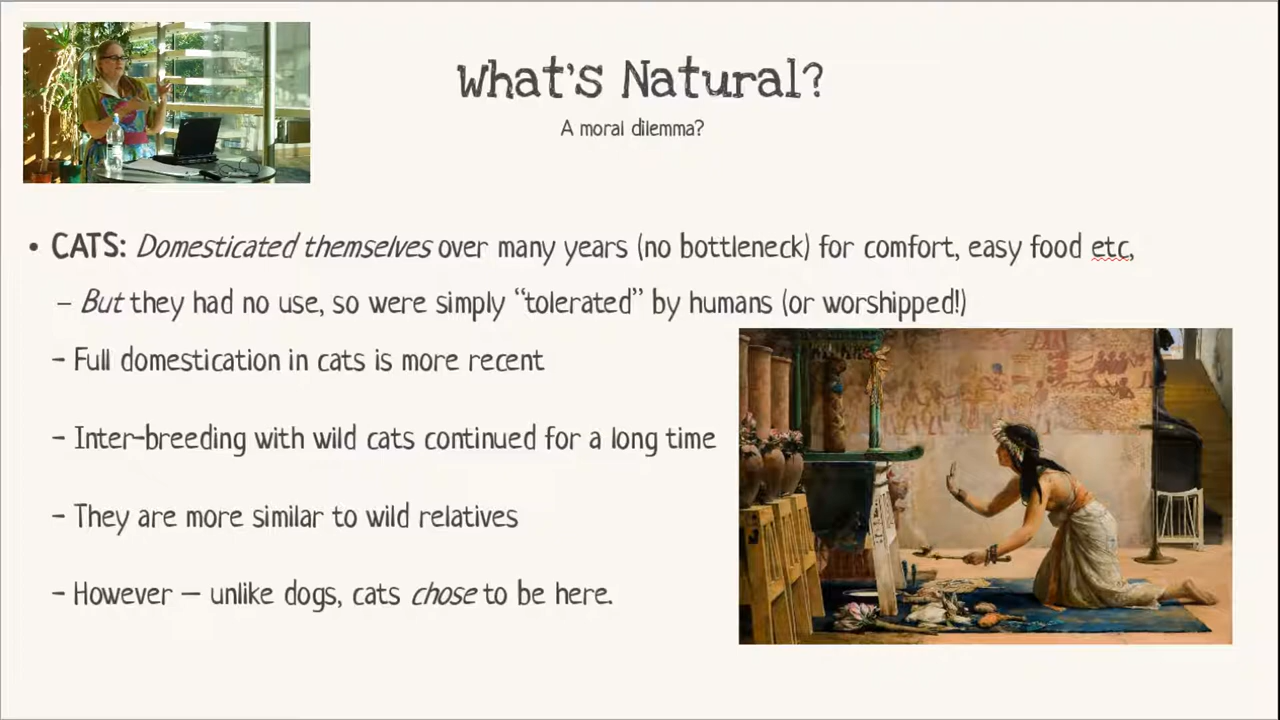 What's Natural?
A moral dilemma?
• CATS: Domesticated themselves over many years (no bottleneck) for comfort, easy food etc,
– But they had no use, so were simply “tolerated” by humans (or worshipped!)
– Full domestication in cats is more recent
– Inter-breeding with wild cats continued for a long time
– They are more similar to wild relatives
– However – unlike dogs, cats chose to be here.